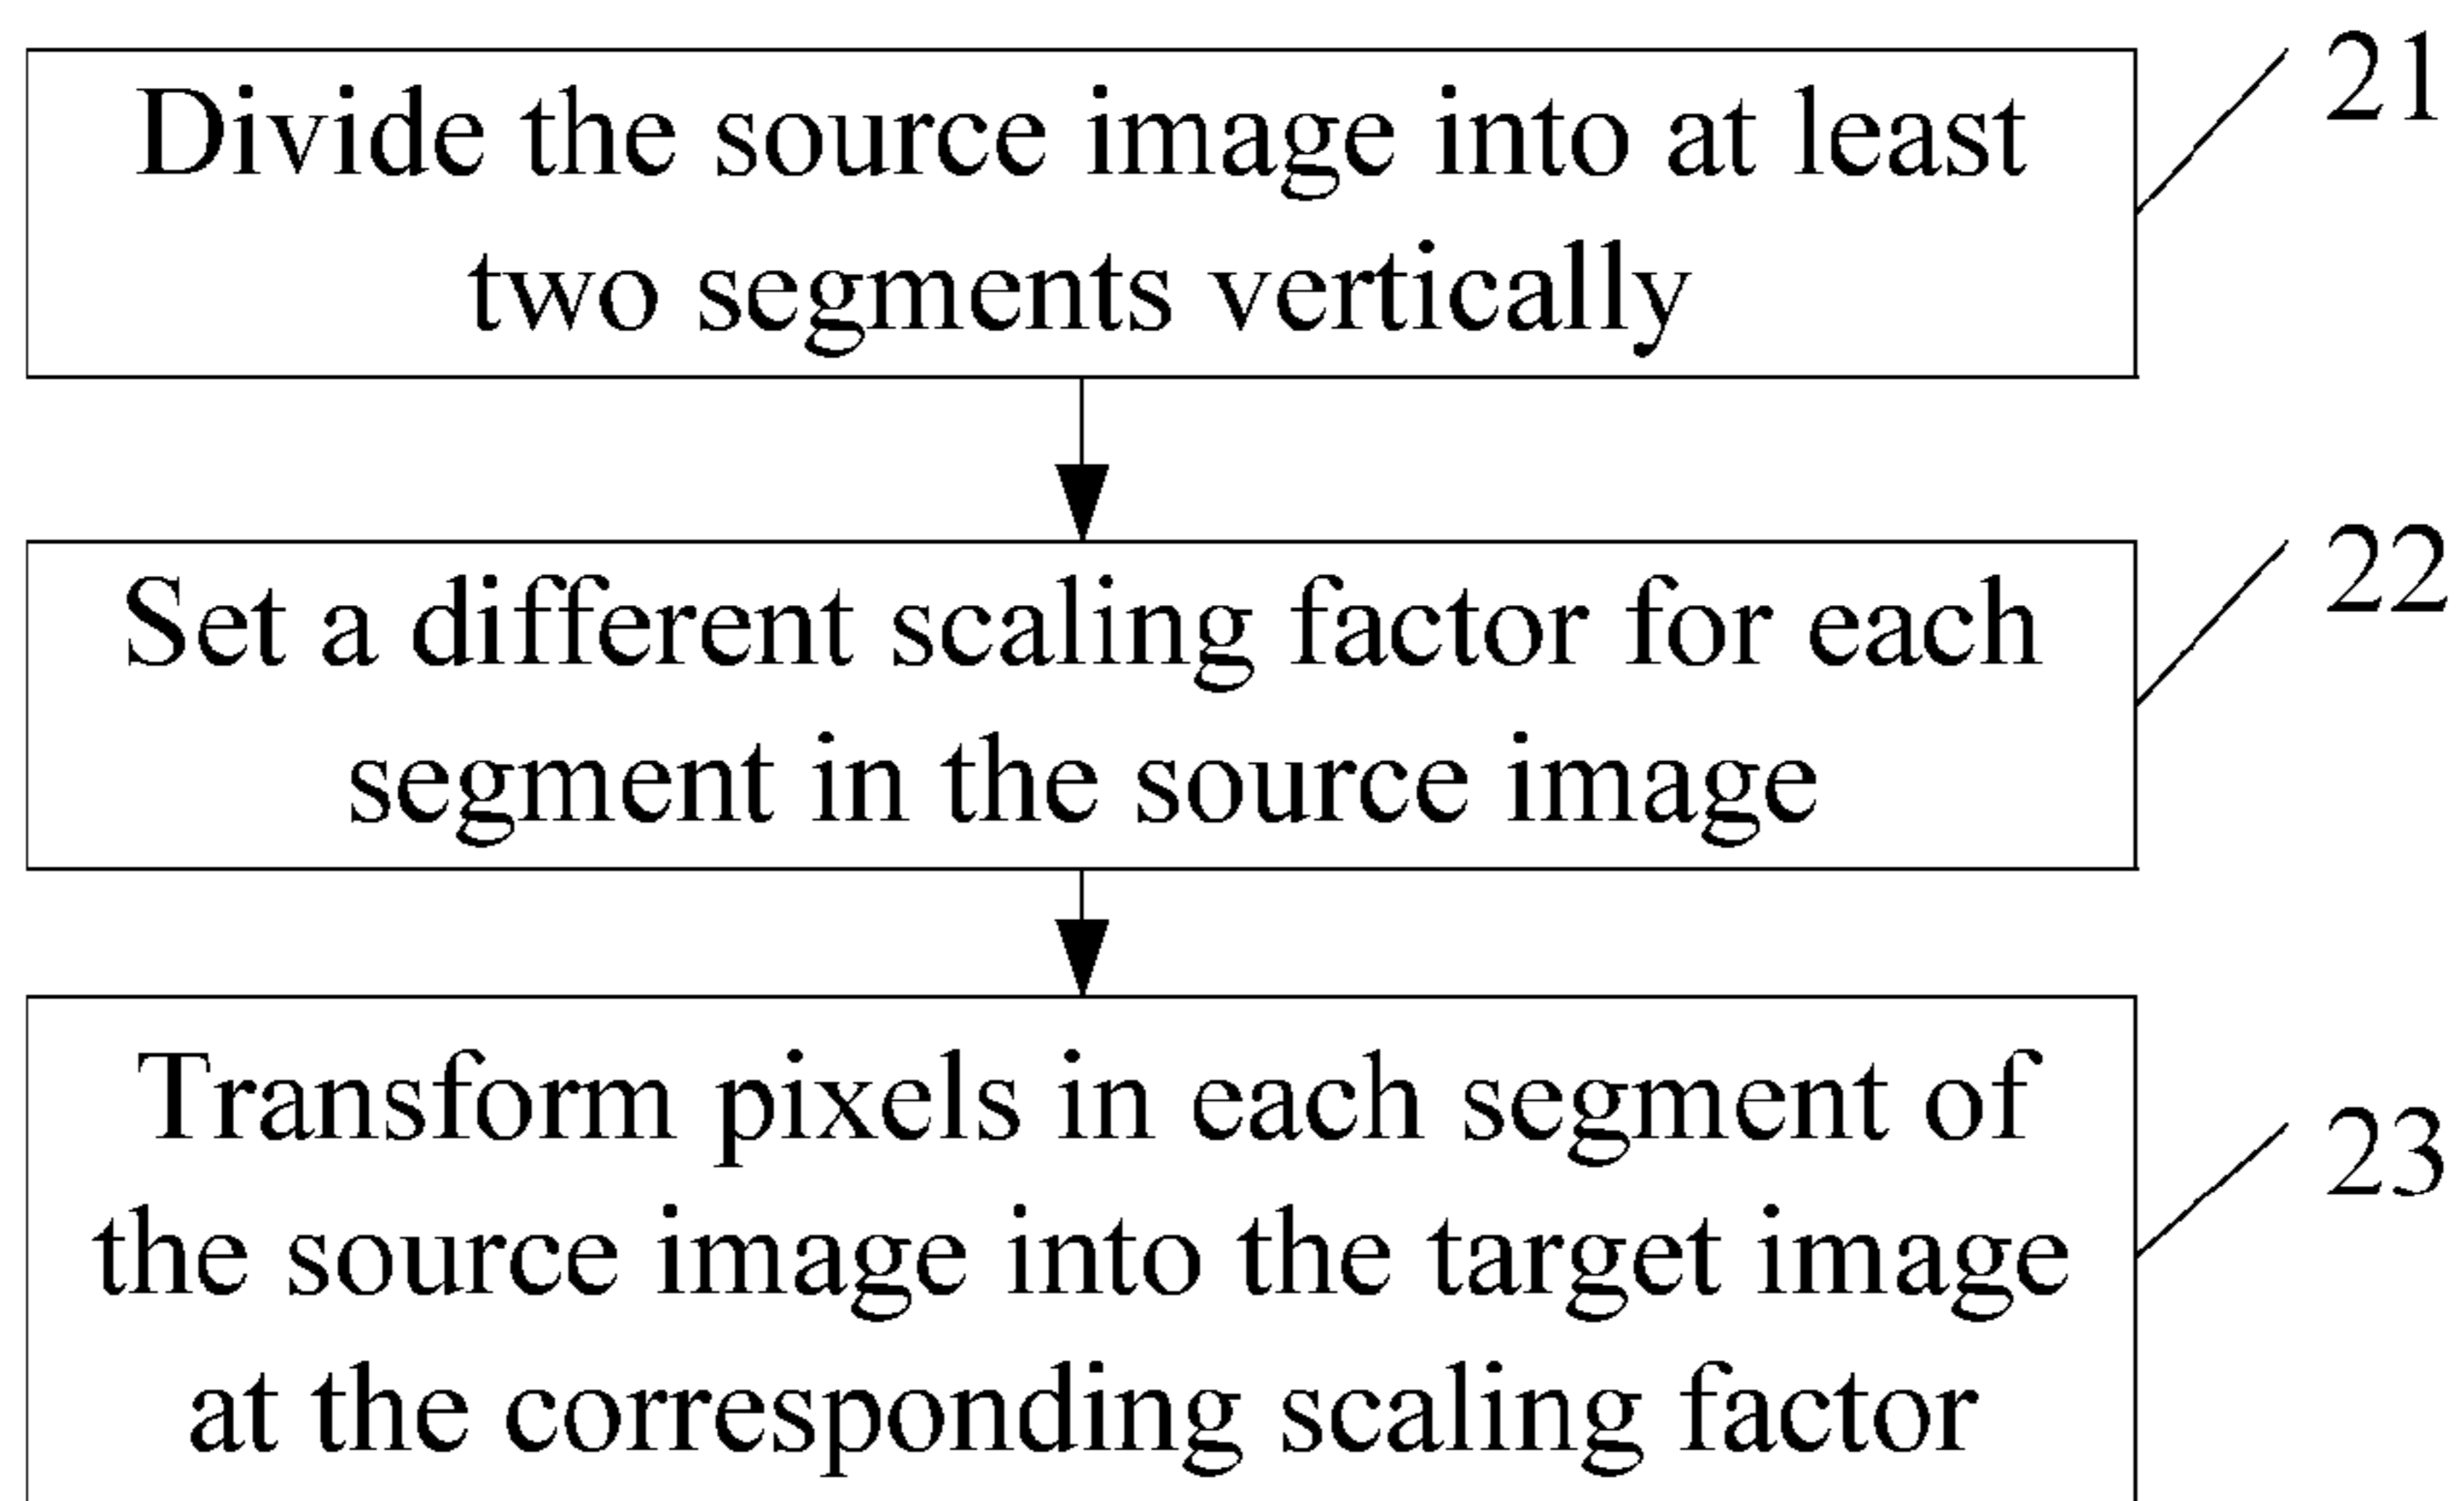 Divide the source image into at least
two segments vertically
21
Set a different scaling factor for each
segment in the source image
22
Transform pixels in each segment of
the source image into the target image
at the corresponding scaling factor
23